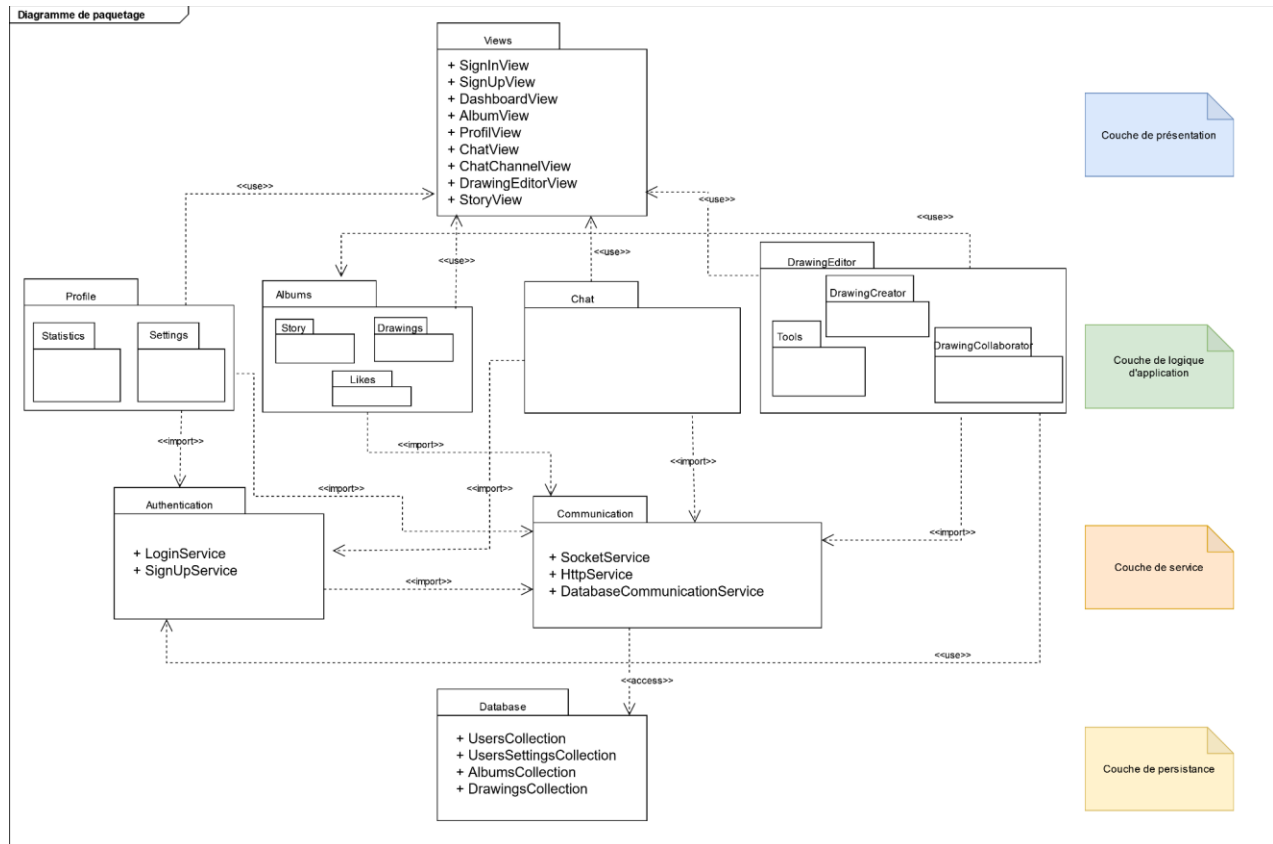 Diagramme de paquetage
Views
+ SignInView
+ SignUpView
+ DashboardView
+ AlbumView
+ ProfilView
+ ChatView
+ ChatChannelView
+ DrawingEditorView
+ StoryView
Couche de présentation
<<use>>
<<use>>
<<use>>
<<use>>
<<use>>
Profile
Statistics
Settings
Albums
Story
Drawings
Likes
Chat
DrawingEditor
DrawingCreator
Tools
DrawingCollaborator
Couche de logique
d'application
<<import>>
<<import>>
<<import>>
<<import>>
<<import>>
<<import>>
Authentication
+ LoginService
+ SignUpService
<<import>>
Communication
+ SocketService
+ HttpService
+ DatabaseCommunicationService
Couche de service
<<use>>
<<access>>
Database
+ UsersCollection
+ UsersSettingsCollection
+ AlbumsCollection
+ DrawingsCollection
Couche de persistance